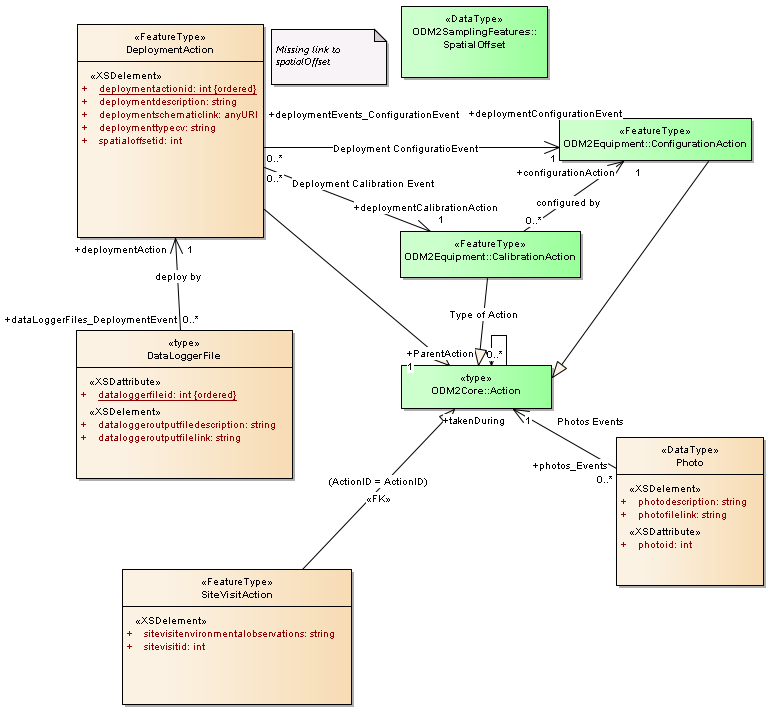 «FeatureType»
DeploymentAction
«XSDelement»
+ deploymentactionid: int {ordered}
+ deploymentdescription: string
+ deploymentschematiclink: anyURI
+ deploymenttypecv: string
+ spatialoffsetid: int
Missing link to
spatialOffset
«DataType»
ODM2SamplingFeatures::
SpatialOffset
+deploymentEvents_ConfigurationEvent
+deploymentConfigurationEvent
«FeatureType»
ODM2Equipment::ConfigurationAction
Deployment ConfiguratioEvent
0..*
1
0..*
Deployment Calibration Event
+configurationAction
1
configured by
+deploymentCalibrationAction
1
0..*
«FeatureType»
ODM2Equipment::CalibrationAction
+deploymentAction
1
deploy by
+dataLoggerFiles_DeploymentEvent
0..*
Type of Action
«type»
DataLoggerFile
«XSDattribute»
+ dataloggerfileid: int {ordered}
«XSDelement»
+ dataloggeroutputfiledescription: string
+ dataloggeroutputfilelink: string
+ParentAction
0..*
1
«type»
ODM2Core::Action
+takenDuring
1
Photos Events
+photos_Events
0..*
«DataType»
Photo
«XSDelement»
+ photodescription: string
+ photofilelink: string
«XSDattribute»
+ photoid: int
(ActionID = ActionID)
«FK»
«FeatureType»
SiteVisitAction
«XSDelement»
+ sitevisitenvironmentalobservations: string
+ sitevisitid: int